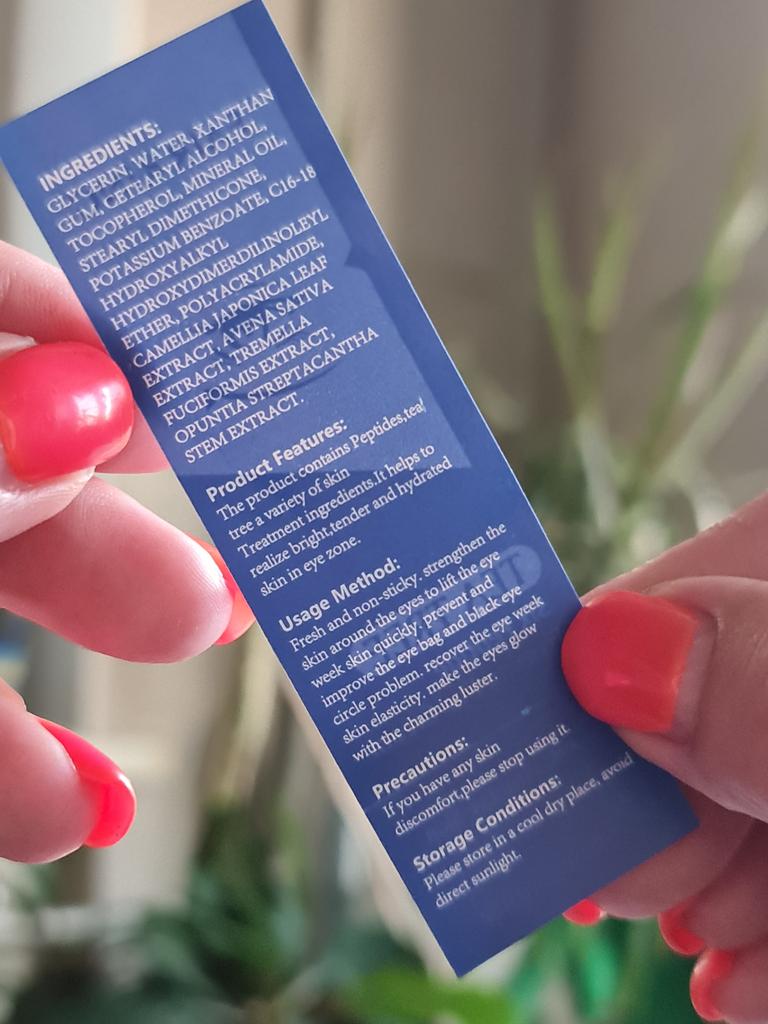 INGREDIENTS:
GLYCERIN, WATER, XANTHAN
GUM, CETEARYL ALCOHOL,
TOCOPHEROL, MINERAL OIL,
STEARYL DIMETHICONE,
POTASSIUM BENZOATE, C16-18
HYDROXYALKYL
HYDROXYDIMERDILINOLEYL
ETHER, POLYACRYLAMIDE,
CAMELLIA JAPONICA LEAF
EXTRACT, AVENA SATIVA
EXTRACT, TREMELLA
FUCIFORMIS EXTRACT,
OPUNTIA STREPTACANTHA
STEM EXTRACT.
Product Features:
The product contains Peptides,tea/
tree a variety of skin
Treatment ingredients.It helps to
realize bright,tender and hydrated
skin in eye zone.
Usage Method:
Fresh and non-sticky. strengthen the
skin around the eyes to lift the eye
week skin quickly. prevent and
improve the eye bag and black eye
circle problem. recover the eye week
skin elasticity. make the eyes glow
with the charming luster.
Precautions:
If you have any skin
discomfort,please stop using it.
Storage Conditions:
Please store in a cool dry place, avoid
direct sunlight.